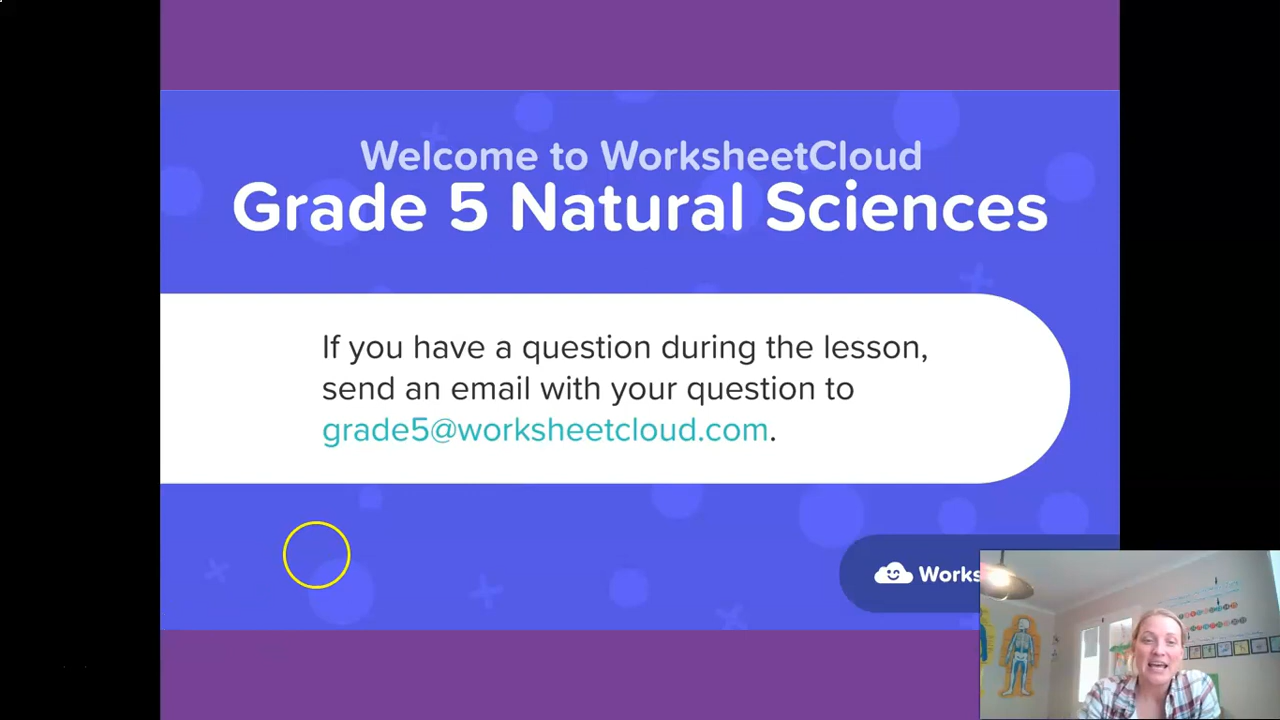 Welcome to WorksheetCloud
Grade 5 Natural Sciences
If you have a question during the lesson,
send an email with your question to
grade5@worksheetcloud.com.
Works